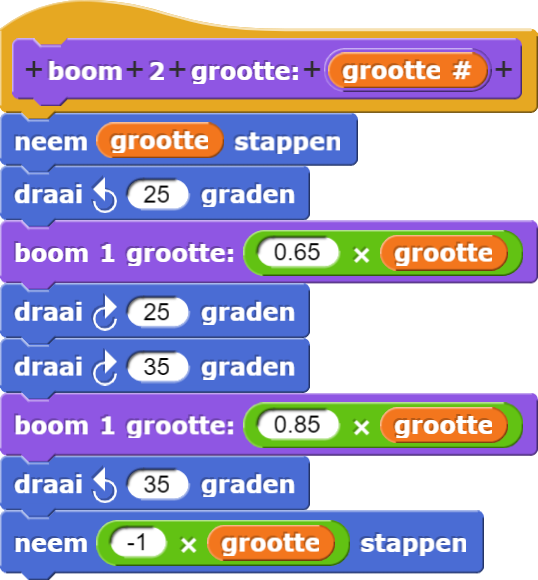 + boom + 2 + grootte: + grootte # +
neem grootte stappen
draai 25 graden
boom 1 grootte: 0.65 × grootte
draai 25 graden
draai 35 graden
boom 1 grootte: 0.85 × grootte
draai 35 graden
neem -1 × grootte stappen